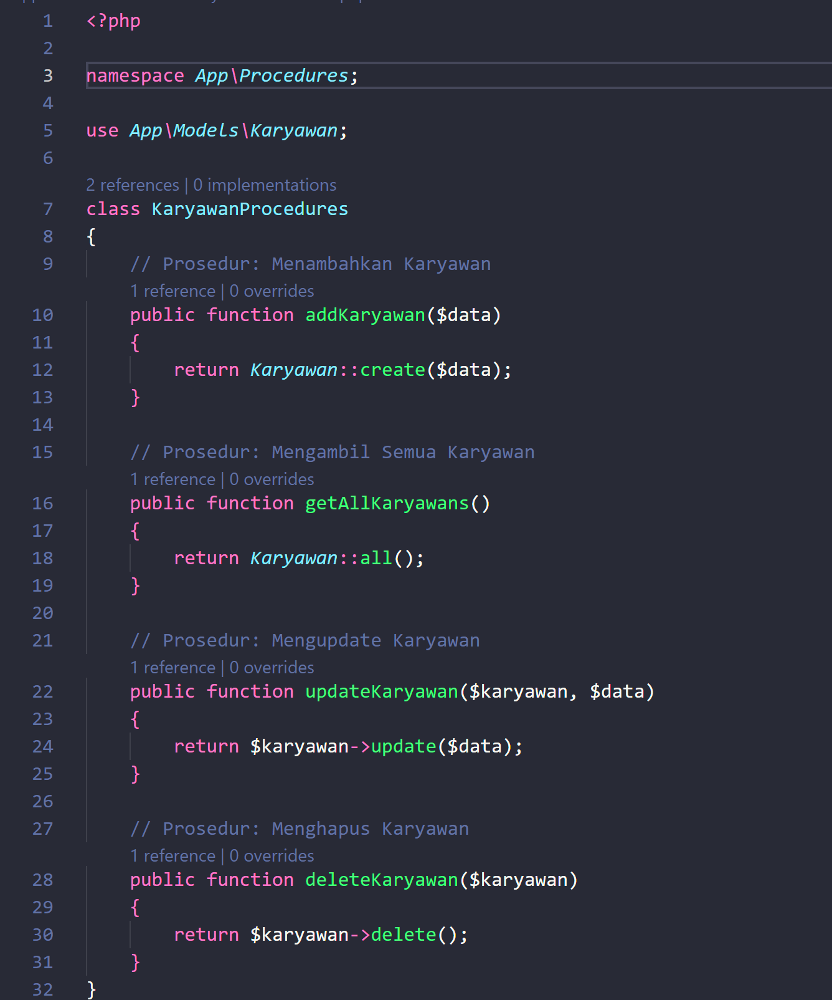 1 <?php
2
3 namespace App\Procedures;
4
5 use App\Models\Karyawan;
6
2 references | 0 implementations
7 class KaryawanProcedures
8 {
9 // Prosedur: Menambahkan Karyawan
1 reference | 0 overrides
10 public function addKaryawan($data)
11 {
12 return Karyawan::create($data);
13 }
14
15 // Prosedur: Mengambil Semua Karyawan
1 reference | 0 overrides
16 public function getAllKaryawans()
17 {
18 return Karyawan::all();
19 }
20
21 // Prosedur: Mengupdate Karyawan
1 reference | 0 overrides
22 public function updateKaryawan($karyawan, $data)
23 {
24 return $karyawan->update($data);
25 }
26
27 // Prosedur: Menghapus Karyawan
1 reference | 0 overrides
28 public function deleteKaryawan($karyawan)
29 {
30 return $karyawan->delete();
31 }
32 }